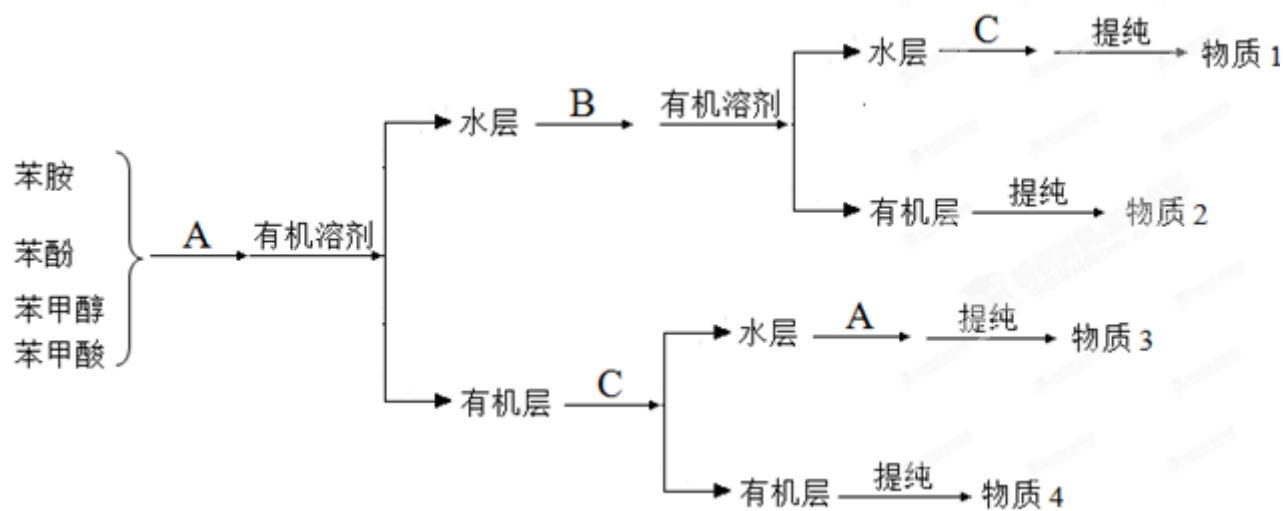 水层 C 提纯 物质 1
水层 B 有机溶剂
苯胺
有机层 提纯 物质 2
苯酚 A 有机溶剂
苯甲醇
水层 A 提纯 物质 3
苯甲酸
有机层 C
有机层 提纯 物质 4